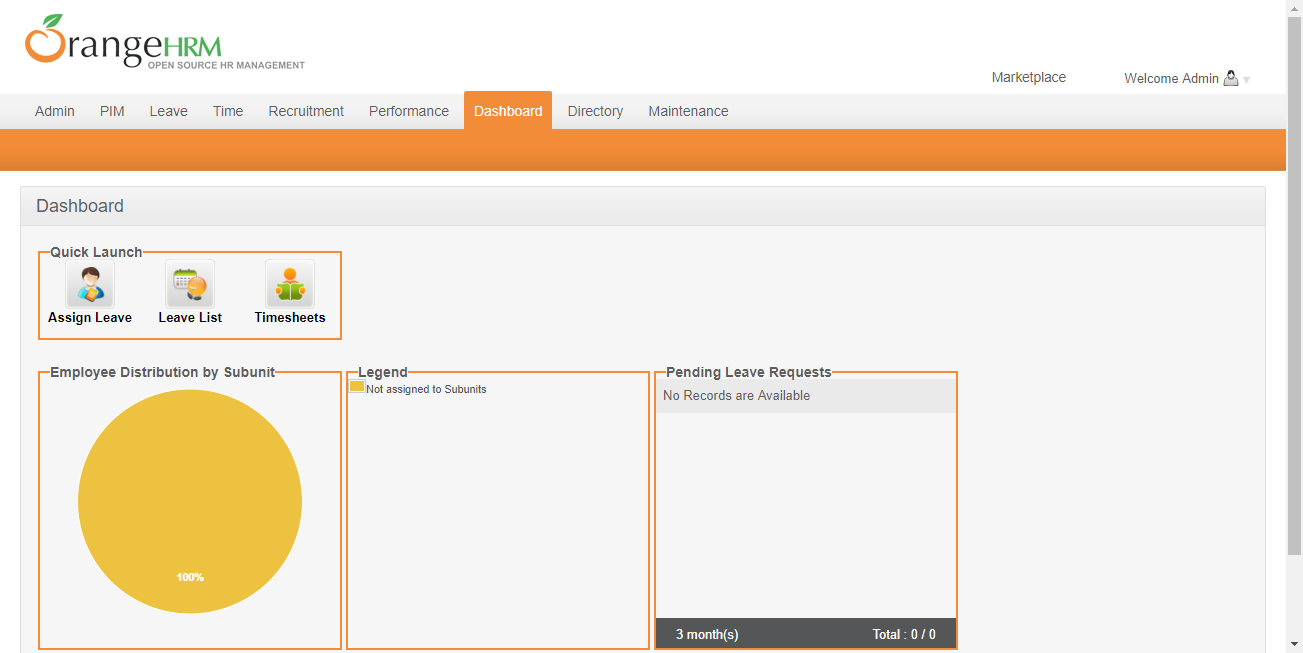 OrangeHRM
OPEN SOURCE HR MANAGEMENT
Marketplace
Welcome Admin
Admin PIM Leave Time Recruitment Performance Dashboard Directory Maintenance
Dashboard
Quick Launch
Assign Leave Leave List Timesheets
Employee Distribution by Subunit
100%
Legend
Not assigned to Subunits
Pending Leave Requests
No Records are Available
3 month(s) Total : 0 / 0